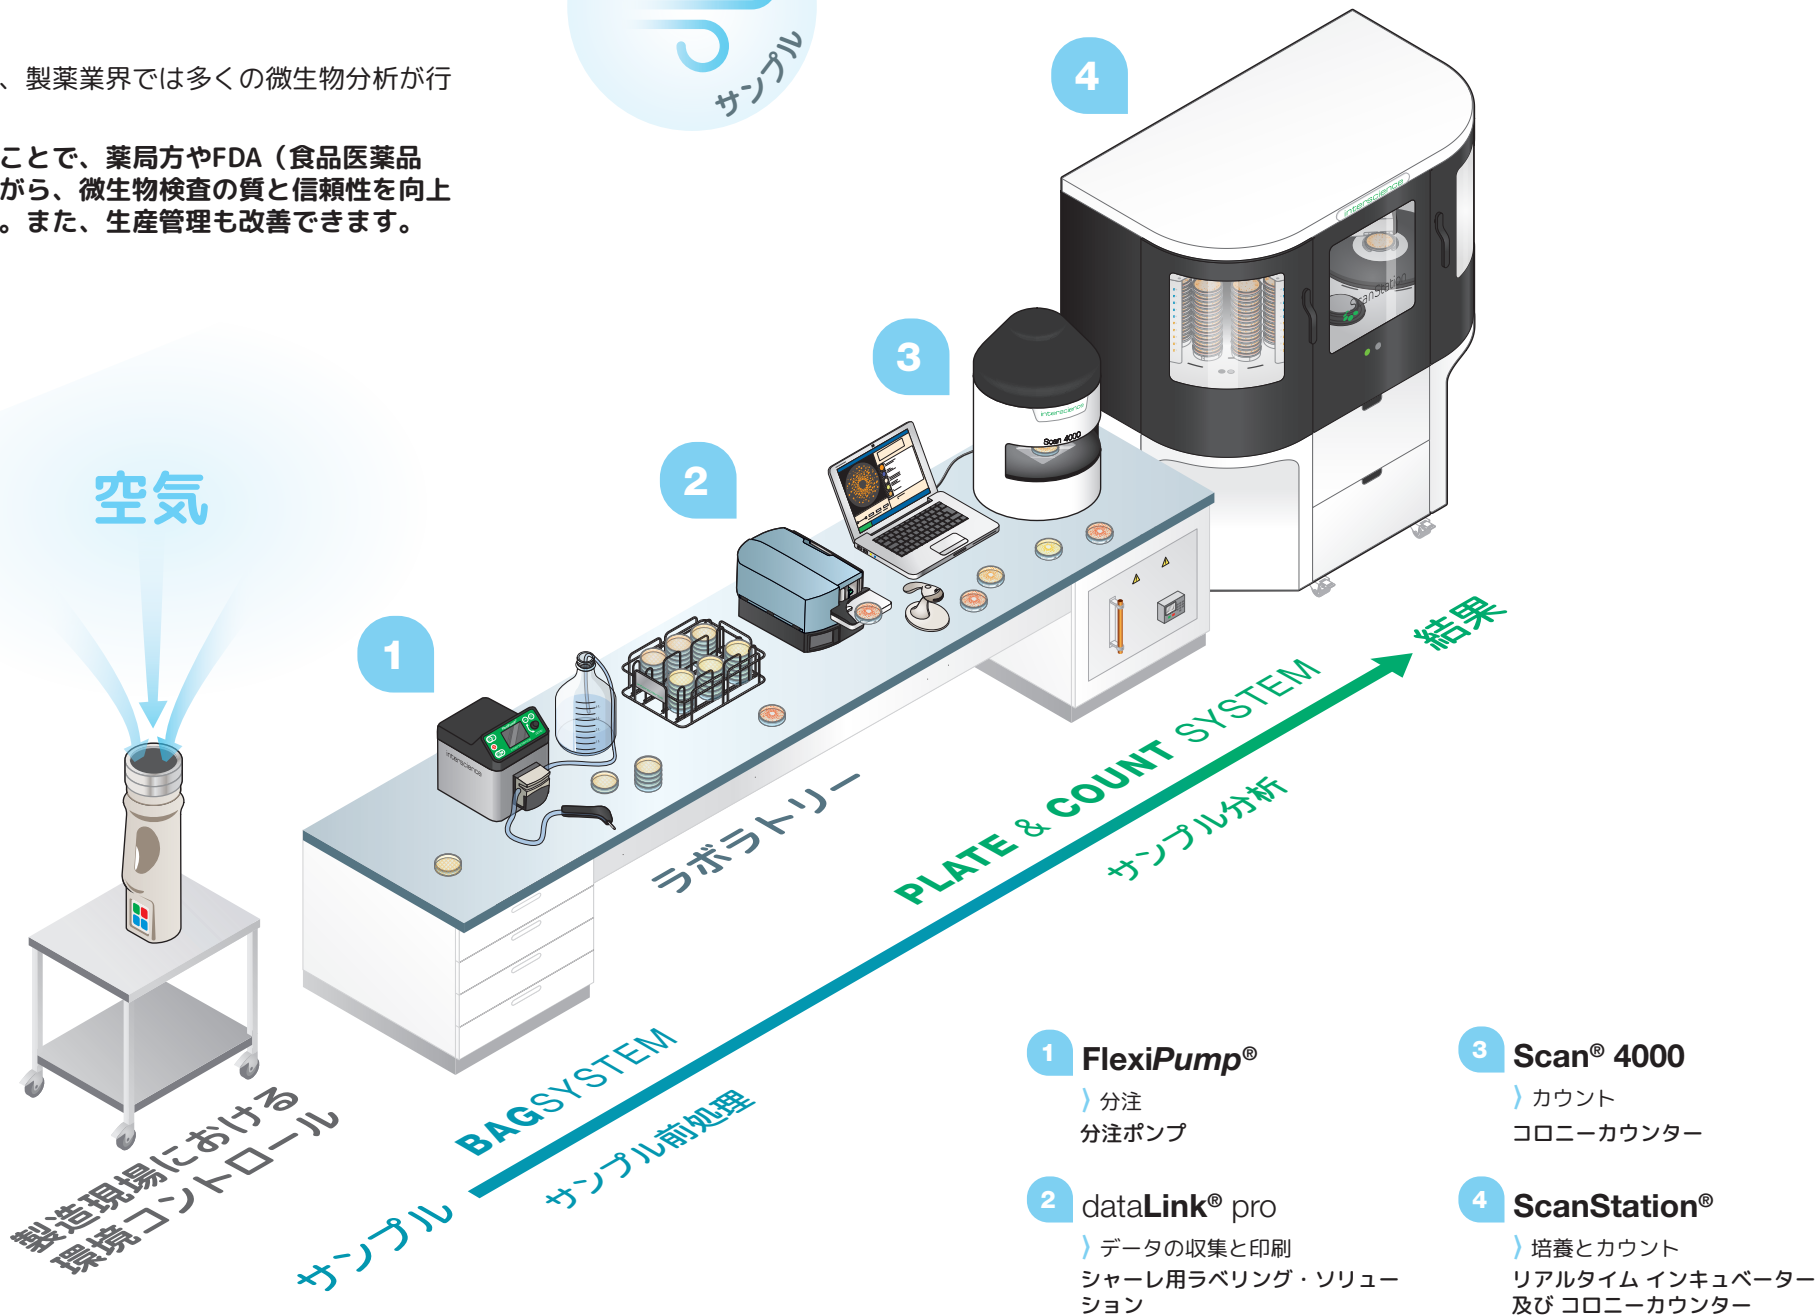 、製薬業界では多くの微生物分析が行
ことで、薬局方やFDA（食品医薬品
がら、微生物検査の質と信頼性を向上
。また、生産管理も改善できます。
サンプル
4
interscience
ScanStation
3
interscience
Scan 4000
2
空気
1
interscience
結果
PLATE & COUNT SYSTEM
サンプル分析
ラボラトリー
BAGSYSTEM
サンプル前処理
サンプル
製造現場における
環境コントロール
1 FlexiPump®
⟩ 分注
分注ポンプ
2 dataLink® pro
⟩ データの収集と印刷
シャーレ用ラベリング・ソリュー
ション
3 Scan® 4000
⟩ カウント
コロニーカウンター
4 ScanStation®
⟩ 培養とカウント
リアルタイム インキュベーター
及び コロニーカウンター